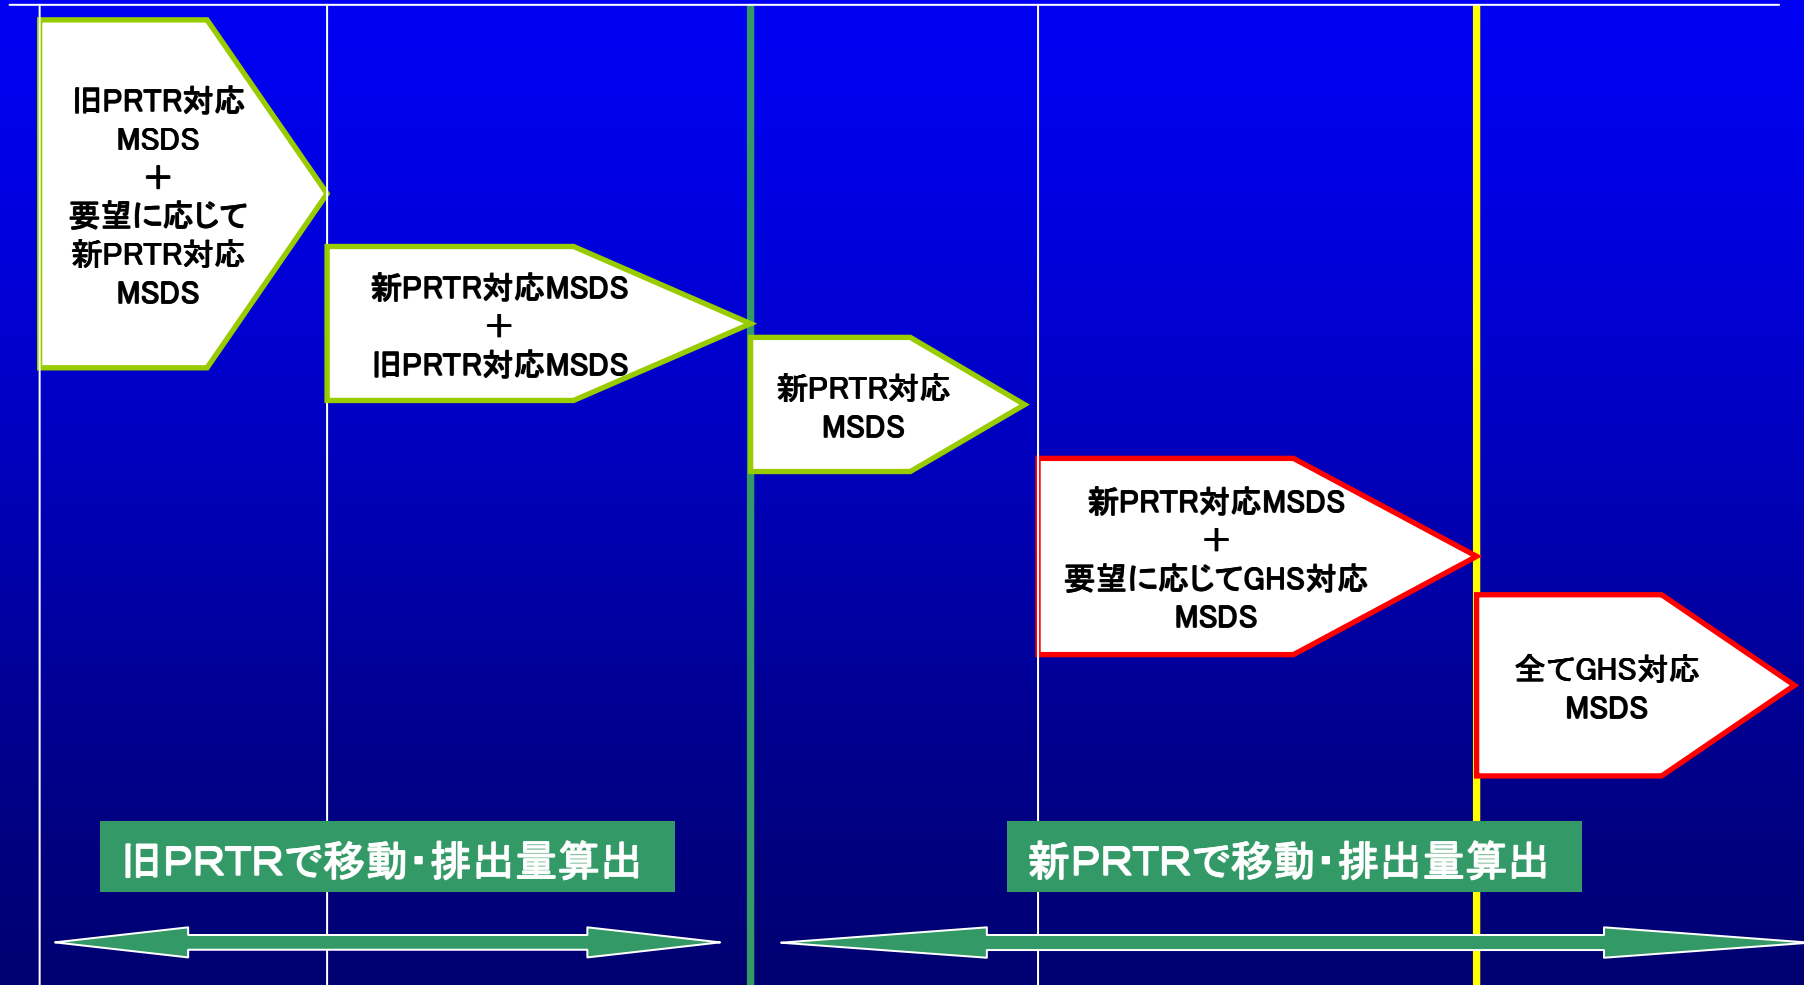 旧PRTR対応
MSDS
＋
要望に応じて
新PRTR対応
MSDS
新PRTR対応MSDS
＋
旧PRTR対応MSDS
新PRTR対応
MSDS
新PRTR対応MSDS
＋
要望に応じてGHS対応
MSDS
全てGHS対応
MSDS
旧ＰＲＴＲで移動・排出量算出
新ＰＲＴＲで移動・排出量算出